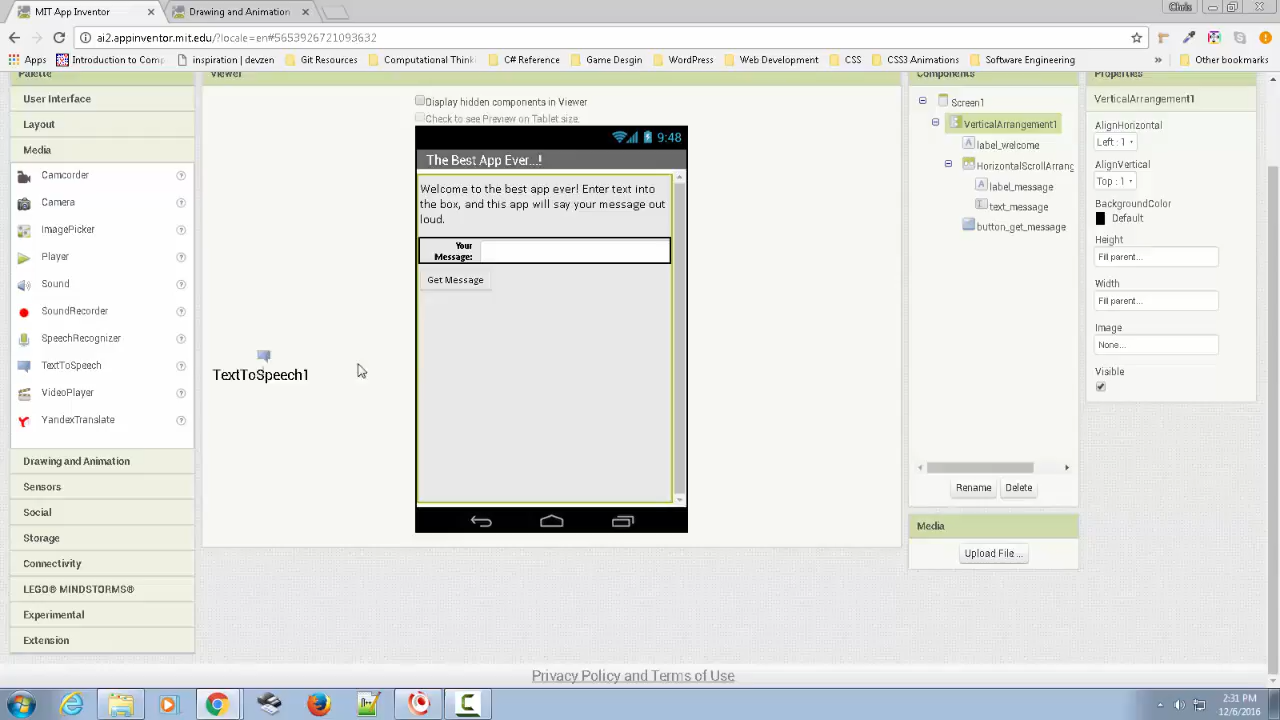 MIT App Inventor
Drawing and Animation
Chris
ai2.appinventor.mit.edu/?locale=en#5653926721093632
Apps
Introduction to Comp
inspiration | devzen
Git Resources
Computational Think
C# Reference
Game Desgin
WordPress
Web Development
CSS
CSS3 Animations
Software Engineering
»
Other bookmarks
Palette
Viewer
Components
Properties
User Interface
Layout
Media
Camcorder
Camera
ImagePicker
Player
Sound
SoundRecorder
SpeechRecognizer
TextToSpeech
VideoPlayer
YandexTranslate
Drawing and Animation
Sensors
Social
Storage
Connectivity
LEGO® MINDSTORMS®
Experimental
Extension
Display hidden components in Viewer
Check to see Preview on Tablet size.
9:48
The Best App Ever...!
Welcome to the best app ever! Enter text into
the box, and this app will say your message out
loud.
Your
Message:
Get Message
TextToSpeech1
Screen1
VerticalArrangement1
label_welcome
HorizontalScrollArrang
label_message
text_message
button_get_message
Rename
Delete
Media
Upload File ...
VerticalArrangement1
AlignHorizontal
Left : 1
AlignVertical
Top : 1
BackgroundColor
Default
Height
Fill parent...
Width
Fill parent...
Image
None...
Visible
Privacy Policy and Terms of Use
2:31 PM
12/6/2016